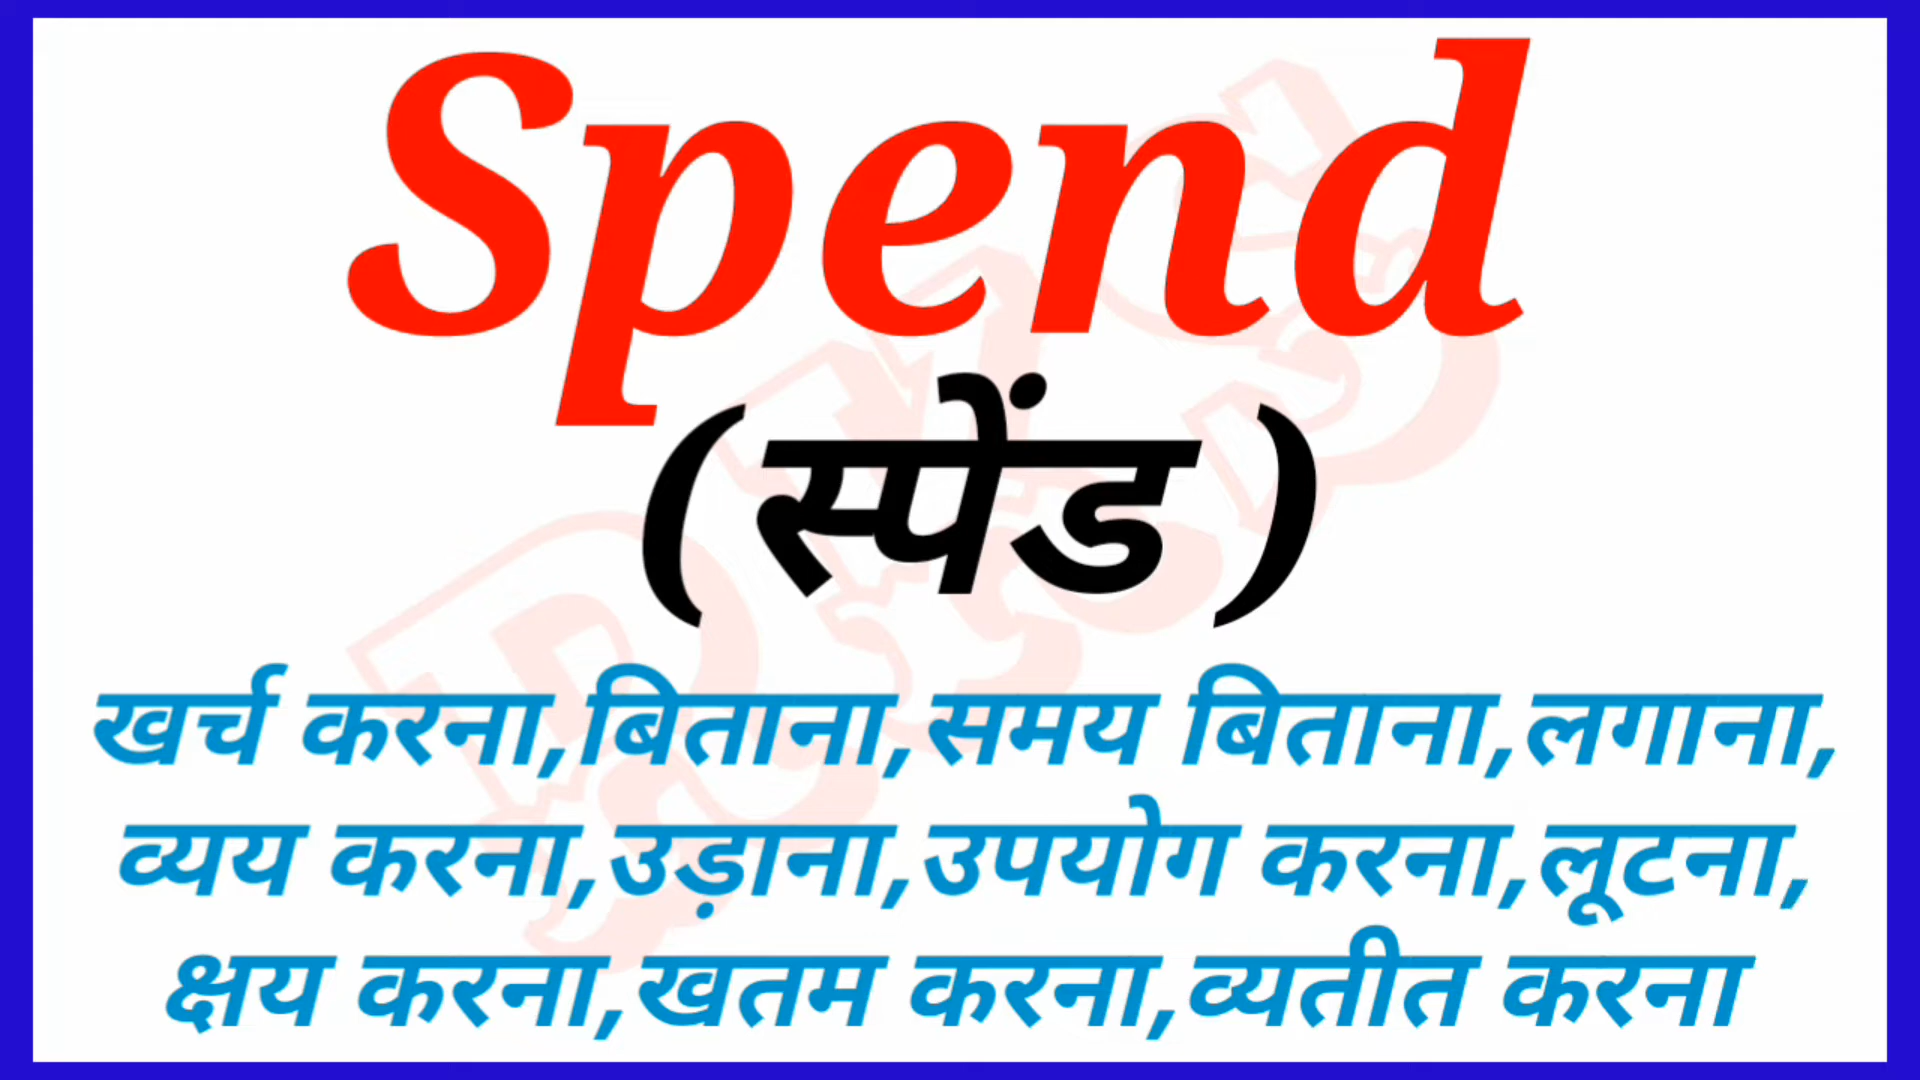 Spend
(स्पेंड)
खर्च करना,बिताना,समय बिताना,लगाना,
व्यय करना,उड़ाना,उपयोग करना,लूटना,
क्षय करना,खतम करना,व्यतीत करना